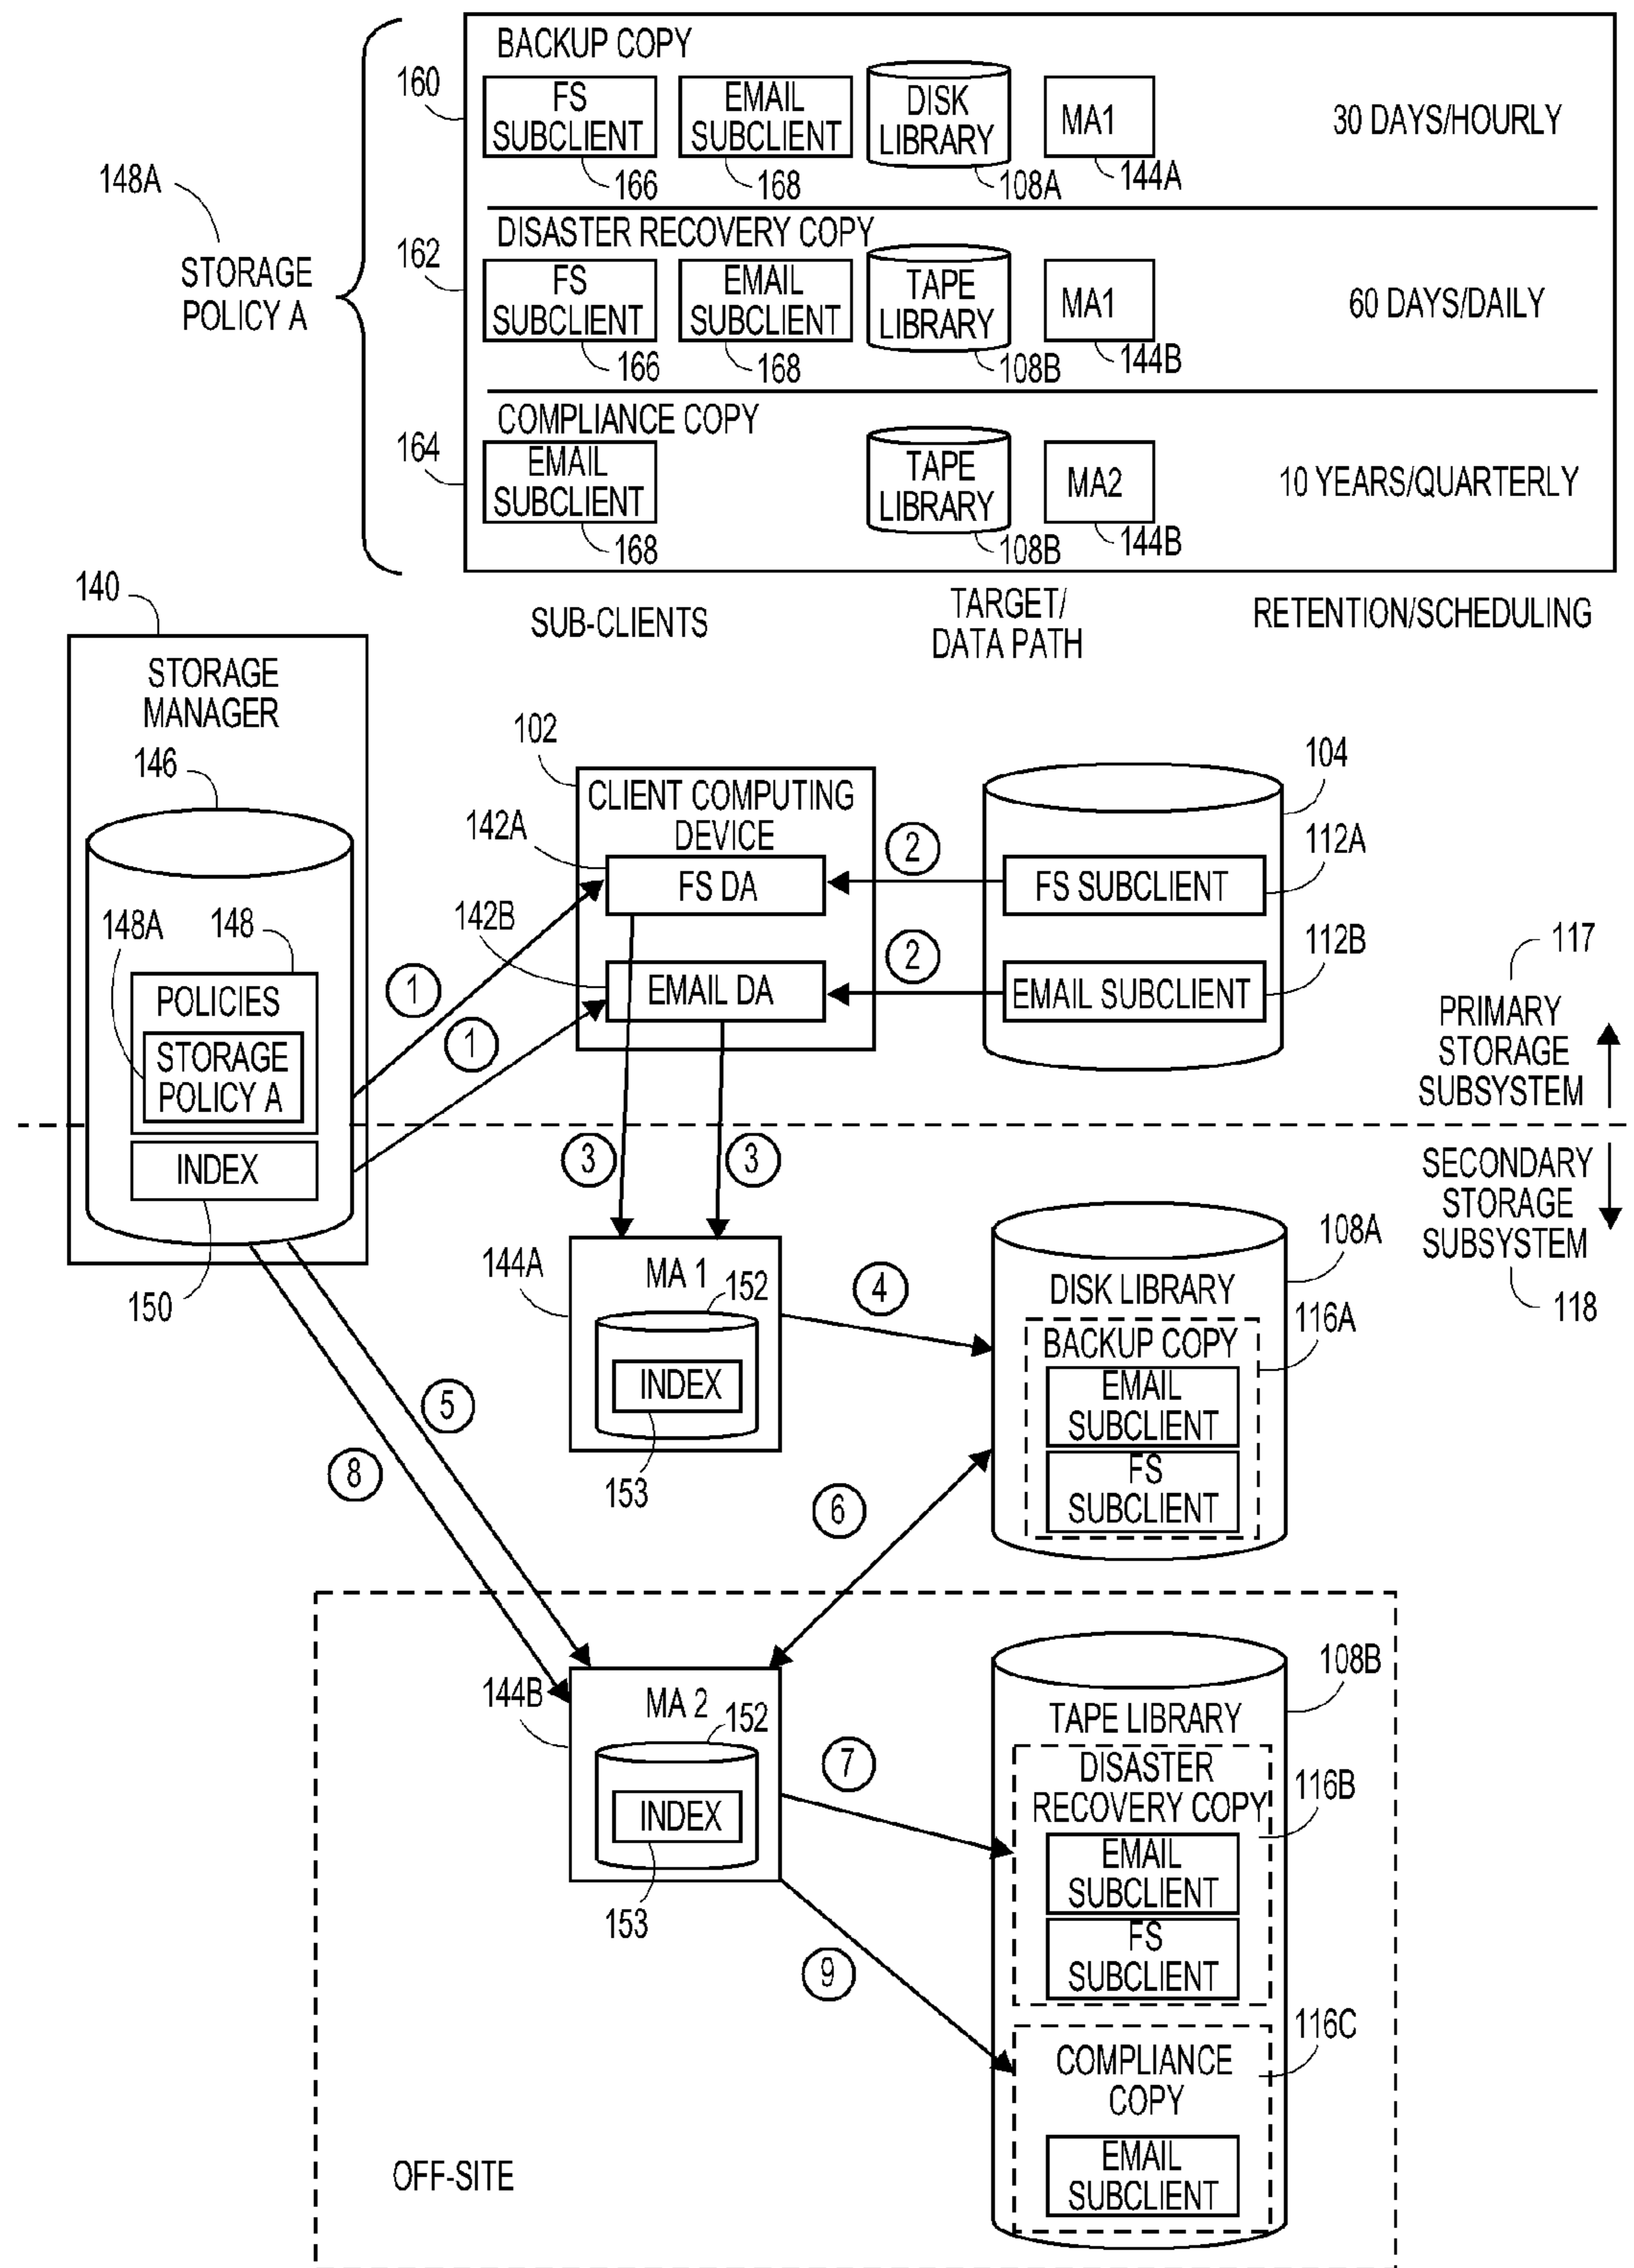 BACKUP COPY
160
FS
SUBCLIENT
166
EMAIL
SUBCLIENT
168
DISK
LIBRARY
108A
MA1
144A
30 DAYS/HOURLY
148A
STORAGE
POLICY A
DISASTER RECOVERY COPY
162
FS
SUBCLIENT
166
EMAIL
SUBCLIENT
168
TAPE
LIBRARY
108B
MA1
144B
60 DAYS/DAILY
COMPLIANCE COPY
164
EMAIL
SUBCLIENT
168
TAPE
LIBRARY
108B
MA2
144B
10 YEARS/QUARTERLY
SUB-CLIENTS
TARGET/
DATA PATH
RETENTION/SCHEDULING
140
STORAGE
MANAGER
146
148A
148
POLICIES
STORAGE
POLICY A
INDEX
150
102
CLIENT COMPUTING
DEVICE
142A
FS DA
142B
EMAIL DA
104
112A
FS SUBCLIENT
112B
EMAIL SUBCLIENT
1
1
2
2
117
PRIMARY
STORAGE
SUBSYSTEM
SECONDARY
STORAGE
SUBSYSTEM
118
3
3
144A
MA 1
152
INDEX
153
4
108A
DISK LIBRARY
116A
BACKUP COPY
EMAIL
SUBCLIENT
FS
SUBCLIENT
5
8
6
144B
MA 2
152
INDEX
153
7
9
108B
TAPE LIBRARY
DISASTER
RECOVERY COPY
116B
EMAIL
SUBCLIENT
FS
SUBCLIENT
116C
COMPLIANCE
COPY
EMAIL
SUBCLIENT
OFF-SITE